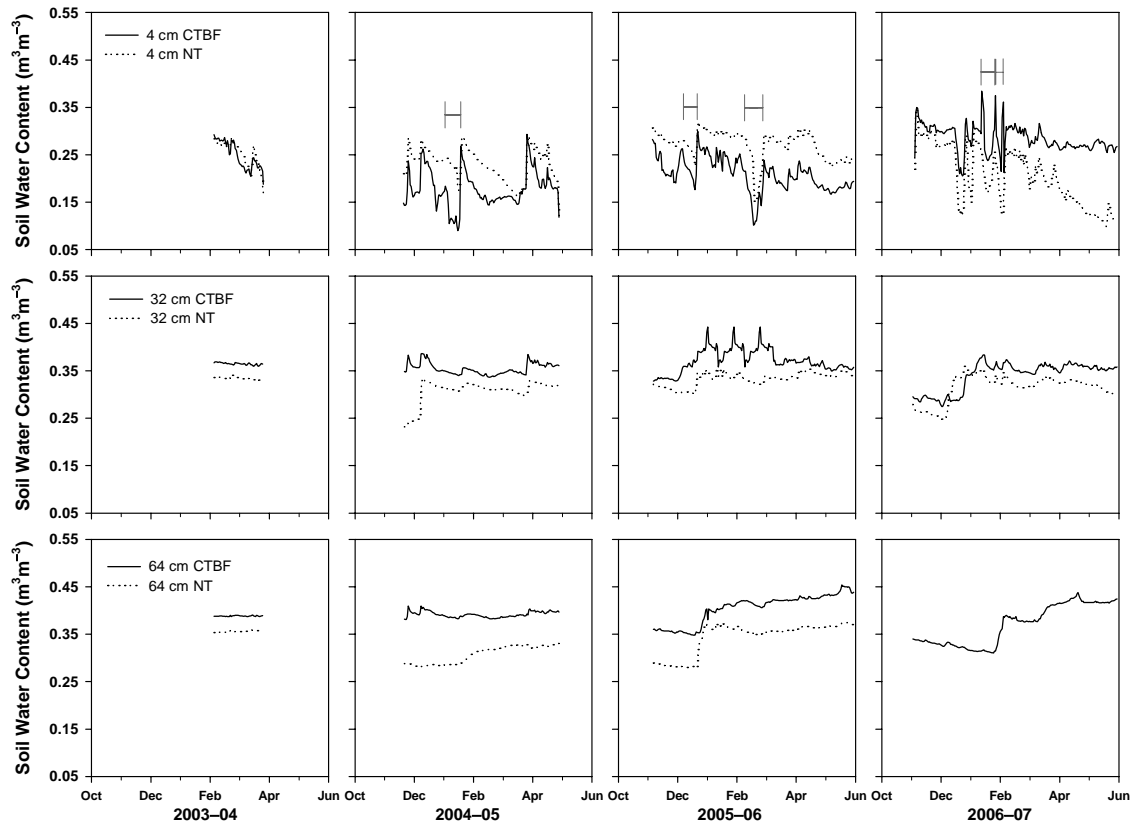 Soil Water Content (m³m⁻³)
0.55
0.45
0.35
0.25
0.15
0.05
4 cm CTBF
4 cm NT
Soil Water Content (m³m⁻³)
0.55
0.45
0.35
0.25
0.15
0.05
32 cm CTBF
32 cm NT
Soil Water Content (m³m⁻³)
0.55
0.45
0.35
0.25
0.15
0.05
64 cm CTBF
64 cm NT
Oct Dec Feb Apr Jun
2003–04
Oct Dec Feb Apr Jun
2004–05
Oct Dec Feb Apr Jun
2005–06
Oct Dec Feb Apr Jun
2006–07